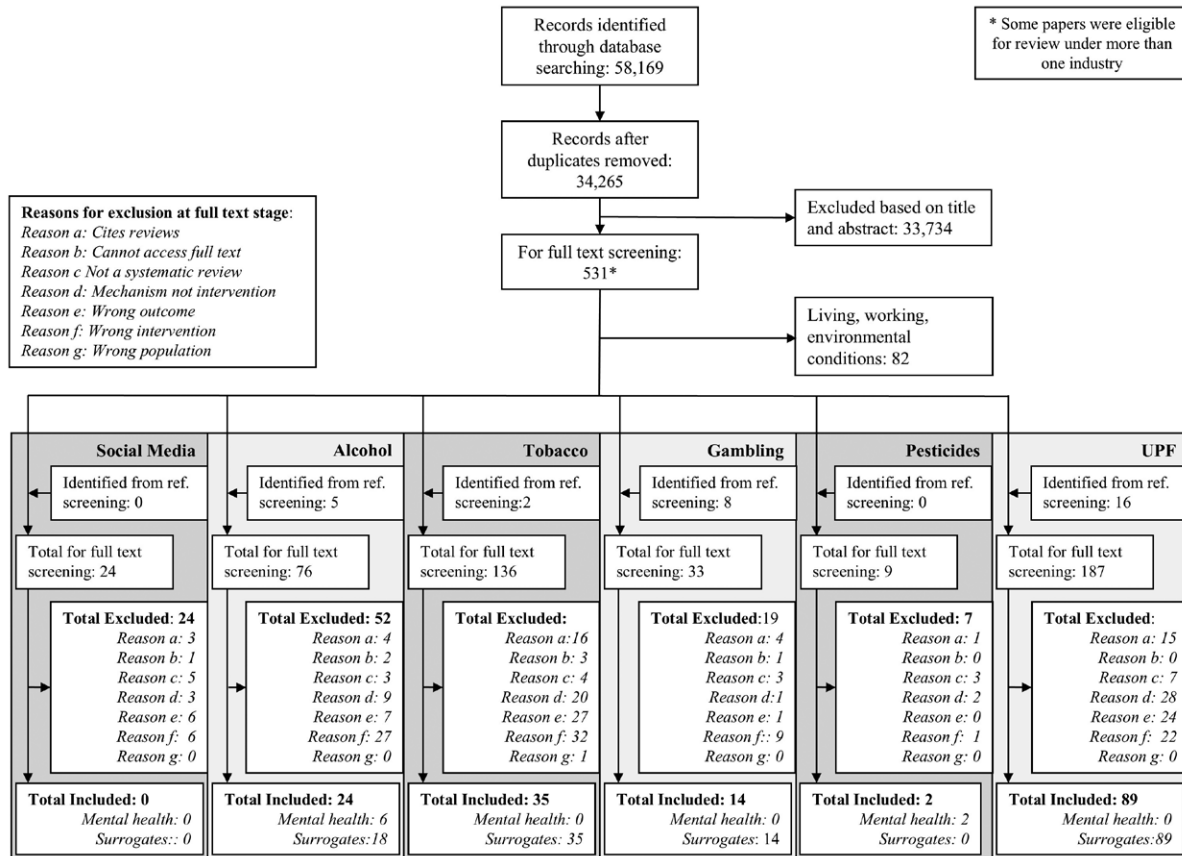 Records identified
through database
searching: 58,169
* Some papers were eligible
for review under more than
one industry
Records after
duplicates removed:
34,265
Reasons for exclusion at full text stage:
Reason a: Cites reviews
Reason b: Cannot access full text
Reason c Not a systematic review
Reason d: Mechanism not intervention
Reason e: Wrong outcome
Reason f: Wrong intervention
Reason g: Wrong population
Excluded based on title
and abstract: 33,734
For full text screening:
531*
Living, working,
environmental
conditions: 82
Social Media
Identified from ref.
screening: 0
Total for full text
screening: 24
Total Excluded: 24
Reason a: 3
Reason b: 1
Reason c: 5
Reason d: 3
Reason e: 6
Reason f: 6
Reason g: 0
Total Included: 0
Mental health: 0
Surrogates:: 0
Alcohol
Identified from ref.
screening: 5
Total for full text
screening: 76
Total Excluded: 52
Reason a: 4
Reason b: 2
Reason c: 3
Reason d: 9
Reason e: 7
Reason f: 27
Reason g: 0
Total Included: 24
Mental health: 6
Surrogates:18
Tobacco
Identified from ref.
screening:2
Total for full text
screening: 136
Total Excluded:
Reason a:16
Reason b: 3
Reason c: 4
Reason d: 20
Reason e: 27
Reason f: 32
Reason g: 1
Total Included: 35
Mental health: 0
Surrogates: 35
Gambling
Identified from ref.
screening: 8
Total for full text
screening: 33
Total Excluded:19
Reason a: 4
Reason b: 1
Reason c: 3
Reason d:1
Reason e: 1
Reason f:: 9
Reason g: 0
Total Included: 14
Mental health: 0
Surrogates: 14
Pesticides
Identified from ref.
screening: 0
Total for full text
screening: 9
Total Excluded: 7
Reason a: 1
Reason b: 0
Reason c: 3
Reason d: 2
Reason e: 0
Reason f: 1
Reason g: 0
Total Included: 2
Mental health: 2
Surrogates: 0
UPF
Identified from ref.
screening: 16
Total for full text
screening: 187
Total Excluded:
Reason a: 15
Reason b: 0
Reason c: 7
Reason d: 28
Reason e: 24
Reason f: 22
Reason g: 0
Total Included: 89
Mental health: 0
Surrogates:89